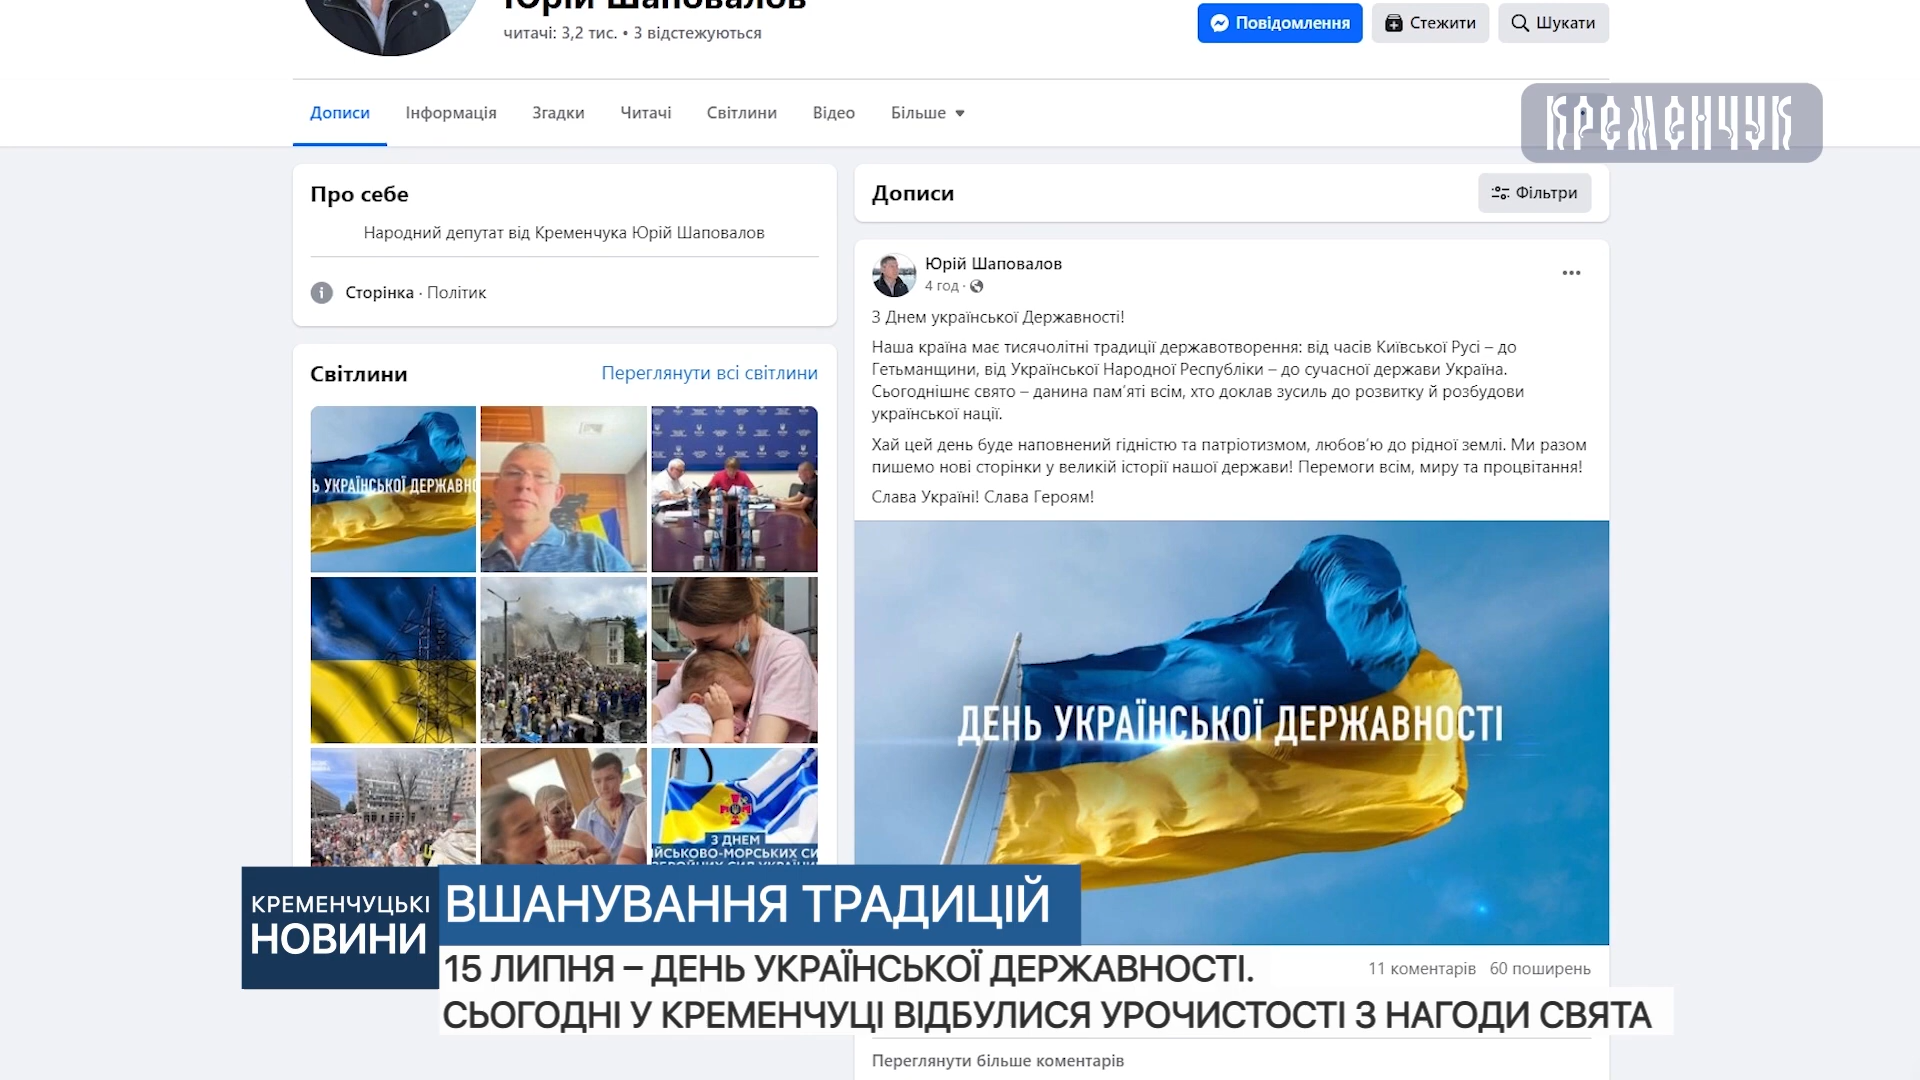 Юрій Шаповалов
читачі: 3,2 тис. • 3 відстежуються
Повідомлення
Стежити
Шукати
Дописи
Інформація
Згадки
Читачі
Світлини
Відео
Більше
КРЕМЕНЧУК
Про себе
Народний депутат від Кременчука Юрій Шаповалов
Сторінка · Політик
Світлини
Переглянути всі світлини
Ь УКРАЇНСЬКОЇ ДЕРЖАВНО
З ДНЕМ
ІЙСЬКОВО-МОРСЬКИХ СИ
Дописи
Фільтри
Юрій Шаповалов
4 год ·
З Днем української Державності!
Наша країна має тисячолітні традиції державотворення: від часів Київської Русі – до
Гетьманщини, від Української Народної Республіки – до сучасної держави Україна.
Сьогоднішнє свято – данина пам’яті всім, хто доклав зусиль до розвитку й розбудови
української нації.
Хай цей день буде наповнений гідністю та патріотизмом, любов’ю до рідної землі. Ми разом
пишемо нові сторінки у великій історії нашої держави! Перемоги всім, миру та процвітання!
Слава Україні! Слава Героям!
ДЕНЬ УКРАЇНСЬКОЇ ДЕРЖАВНОСТІ
11 коментарів 60 поширень
КРЕМЕНЧУЦЬКІ
НОВИНИ
ВШАНУВАННЯ ТРАДИЦІЙ
15 ЛИПНЯ – ДЕНЬ УКРАЇНСЬКОЇ ДЕРЖАВНОСТІ.
СЬОГОДНІ У КРЕМЕНЧУЦІ ВІДБУЛИСЯ УРОЧИСТОСТІ З НАГОДИ СВЯТА
Переглянути більше коментарів